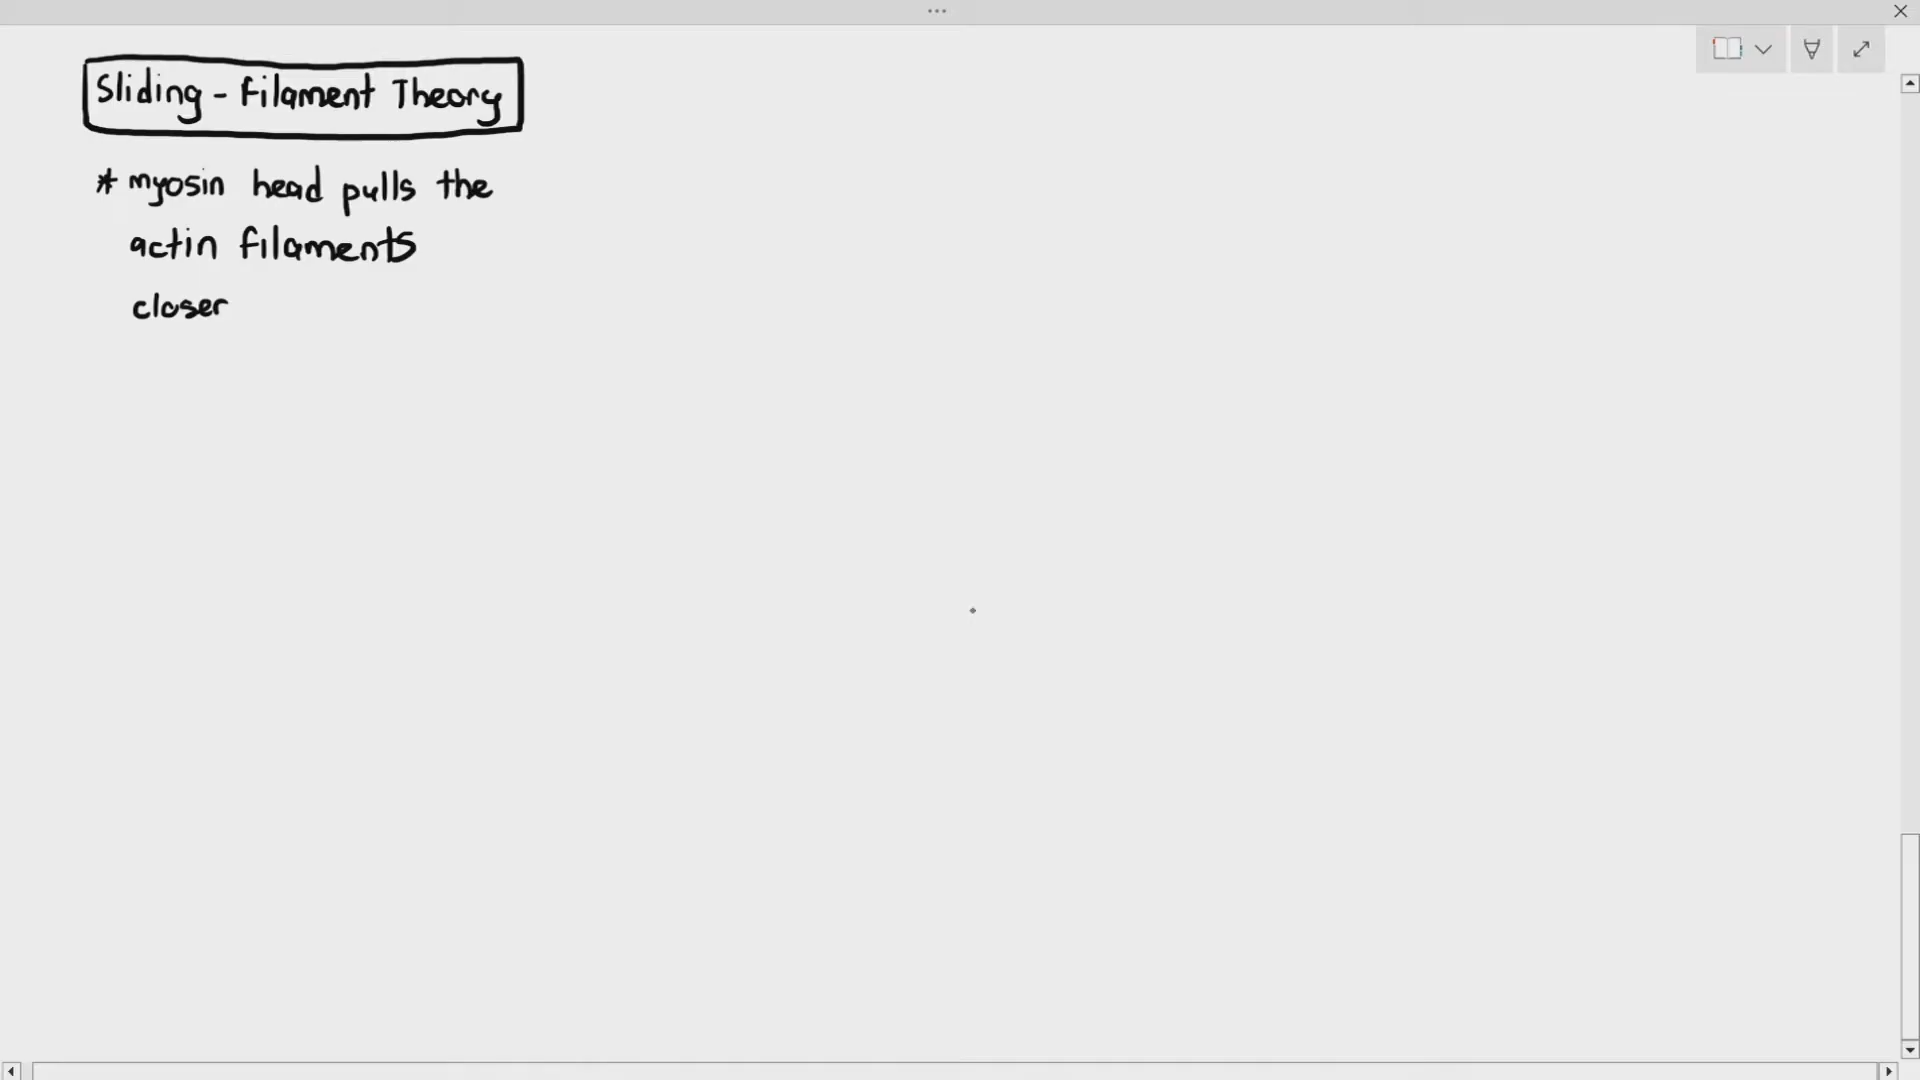 Sliding - Filament Theory
* myosin head pulls the
actin filaments
closer